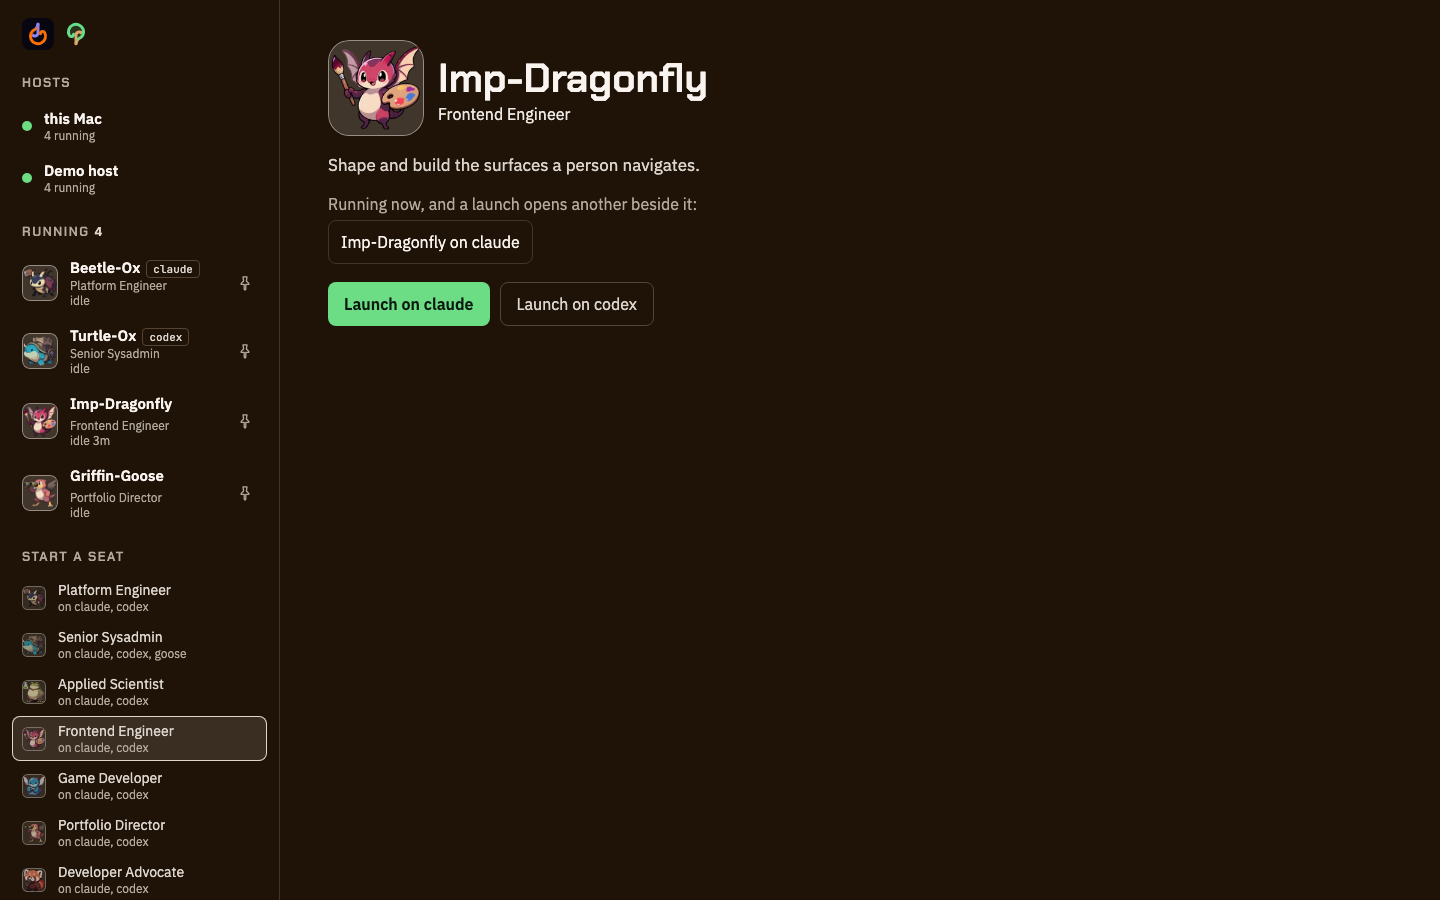 HOSTS
this Mac
4 running
Demo host
4 running
RUNNING 4
Beetle-Ox claude
Platform Engineer
idle
Turtle-Ox codex
Senior Sysadmin
idle
Imp-Dragonfly
Frontend Engineer
idle 3m
Griffin-Goose
Portfolio Director
idle
START A SEAT
Platform Engineer
on claude, codex
Senior Sysadmin
on claude, codex, goose
Applied Scientist
on claude, codex
Frontend Engineer
on claude, codex
Game Developer
on claude, codex
Portfolio Director
on claude, codex
Developer Advocate
on claude, codex
Imp-Dragonfly
Frontend Engineer
Shape and build the surfaces a person navigates.
Running now, and a launch opens another beside it:
Imp-Dragonfly on claude
Launch on claude
Launch on codex